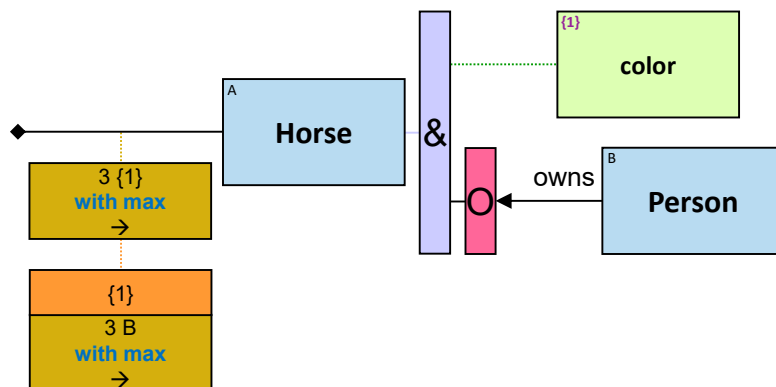 {1}
color
A
Horse
&
B
owns
O
Person
3 {1}
with max
→
{1}
3 B
with max
→